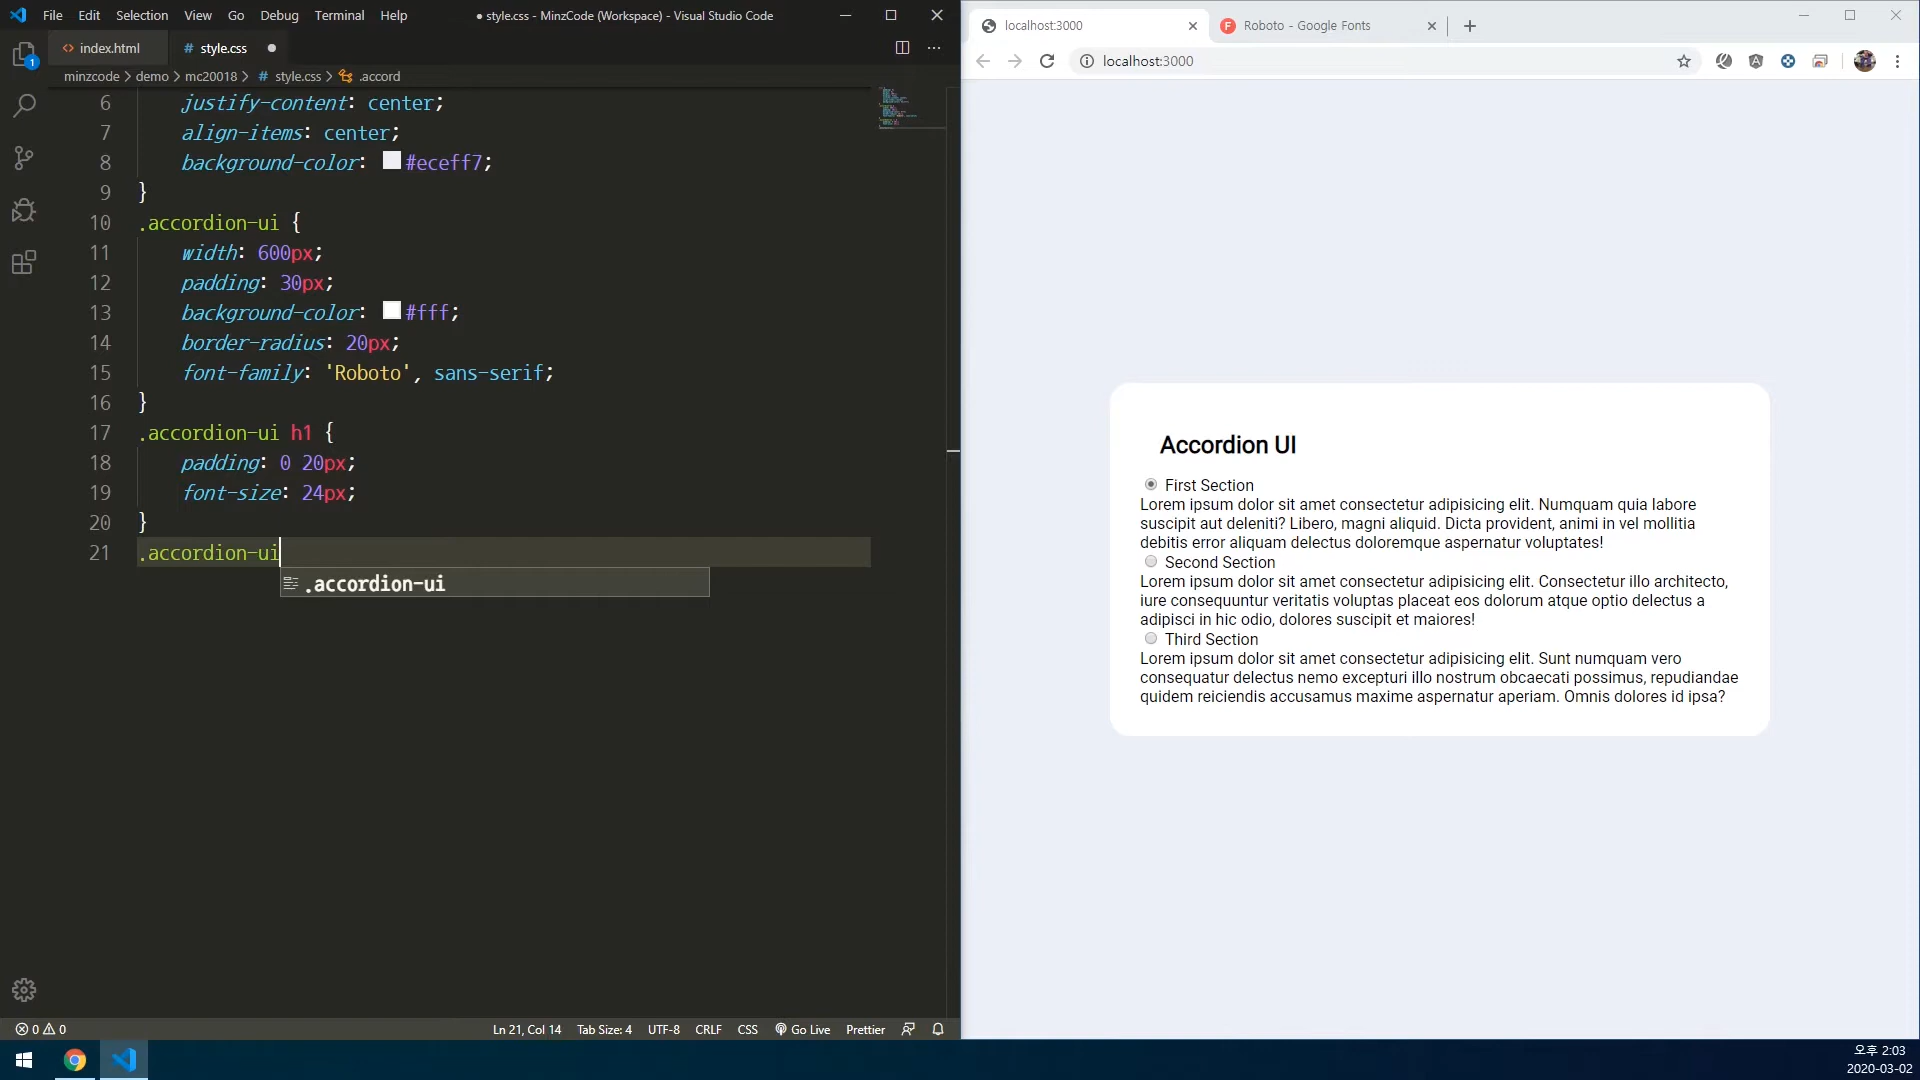 File Edit Selection View Go Debug Terminal Help
● style.css - MinzCode (Workspace) - Visual Studio Code
index.html
# style.css ●
minzcode > demo > mc20018 > # style.css > .accord
1
6 justify-content: center;
7 align-items: center;
8 background-color: #eceff7;
9 }
10 .accordion-ui {
11 width: 600px;
12 padding: 30px;
13 background-color: #fff;
14 border-radius: 20px;
15 font-family: 'Roboto', sans-serif;
16 }
17 .accordion-ui h1 {
18 padding: 0 20px;
19 font-size: 24px;
20 }
21 .accordion-ui
.accordion-ui
0 0
Ln 21, Col 14 Tab Size: 4 UTF-8 CRLF CSS Go Live Prettier
localhost:3000
Roboto - Google Fonts
localhost:3000
Accordion UI
First Section
Lorem ipsum dolor sit amet consectetur adipisicing elit. Numquam quia labore
suscipit aut deleniti? Libero, magni aliquid. Dicta provident, animi in vel mollitia
debitis error aliquam delectus doloremque aspernatur voluptates!
Second Section
Lorem ipsum dolor sit amet consectetur adipisicing elit. Consectetur illo architecto,
iure consequuntur veritatis voluptas placeat eos dolorum atque optio delectus a
adipisci in hic odio, dolores suscipit et maiores!
Third Section
Lorem ipsum dolor sit amet consectetur adipisicing elit. Sunt numquam vero
consequatur delectus nemo excepturi illo nostrum obcaecati possimus, repudiandae
quidem reiciendis accusamus maxime aspernatur aperiam. Omnis dolores id ipsa?
오후 2:03
2020-03-02